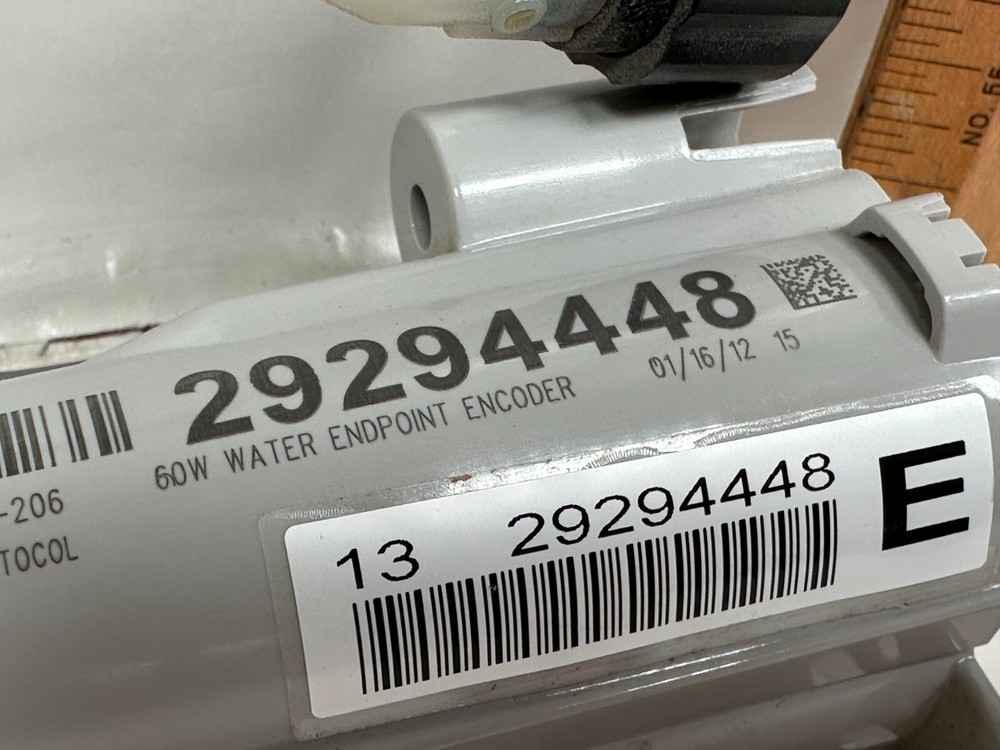 NO. 55
29294448
01/16/12 15
60W WATER ENDPOINT ENCODER
-206
TOCOL
13 29294448
E